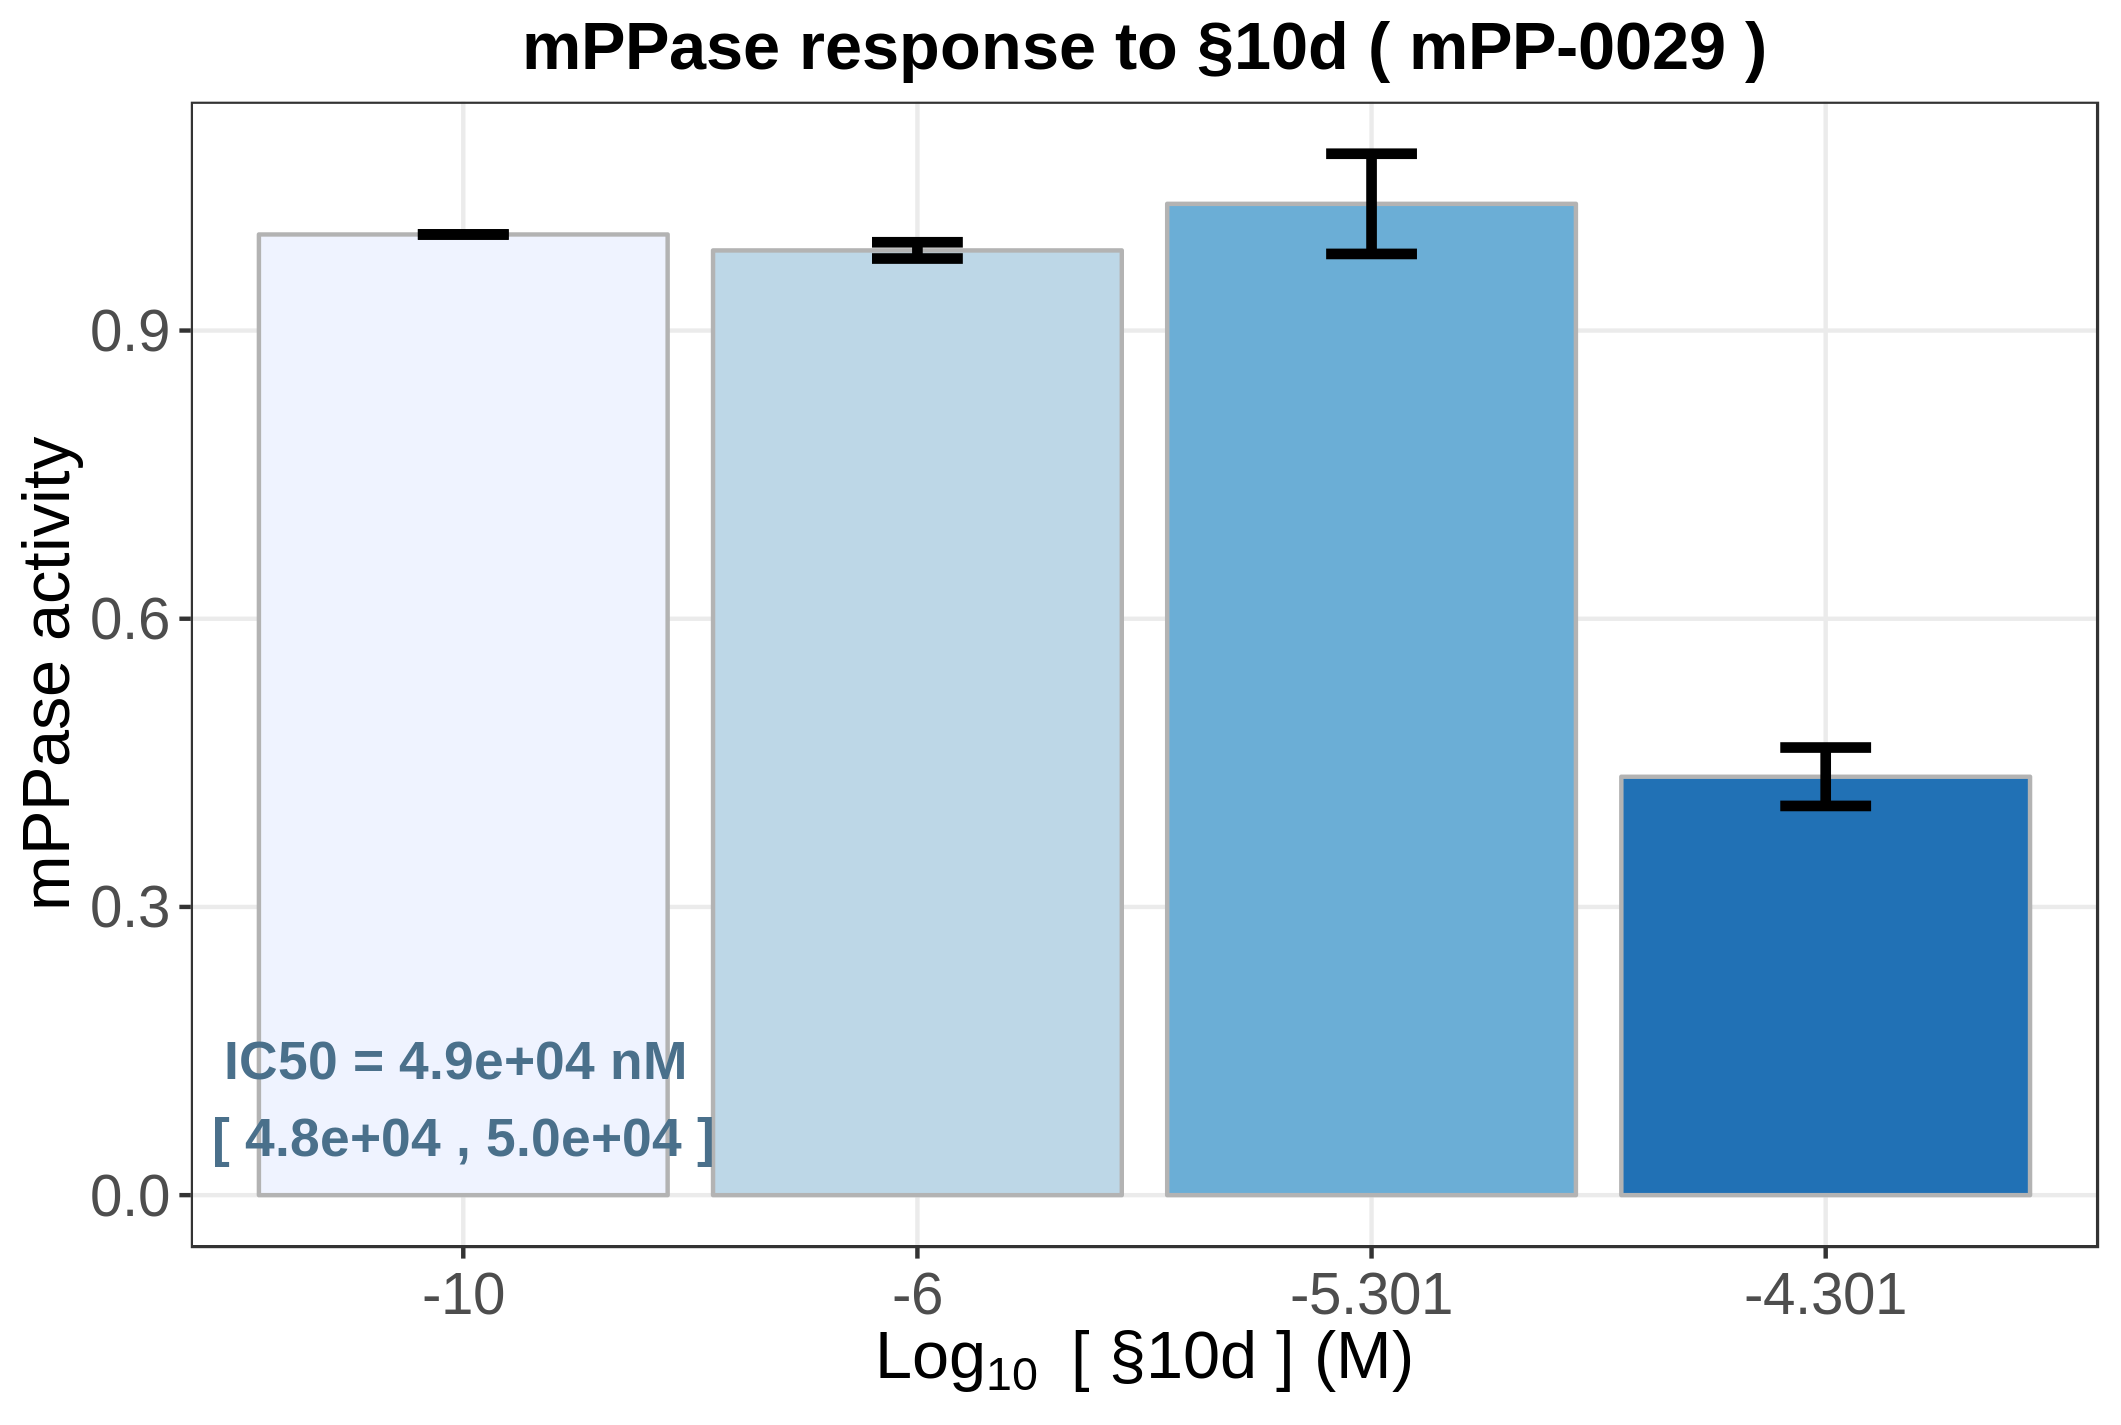 mPPase response to §10d ( mPP-0029 )
mPPase activity
0.9
0.6
0.3
0.0
IC50 = 4.9e+04 nM
[ 4.8e+04 , 5.0e+04 ]
-10
-6
-5.301
-4.301
Log₁₀ [ §10d ] (M)